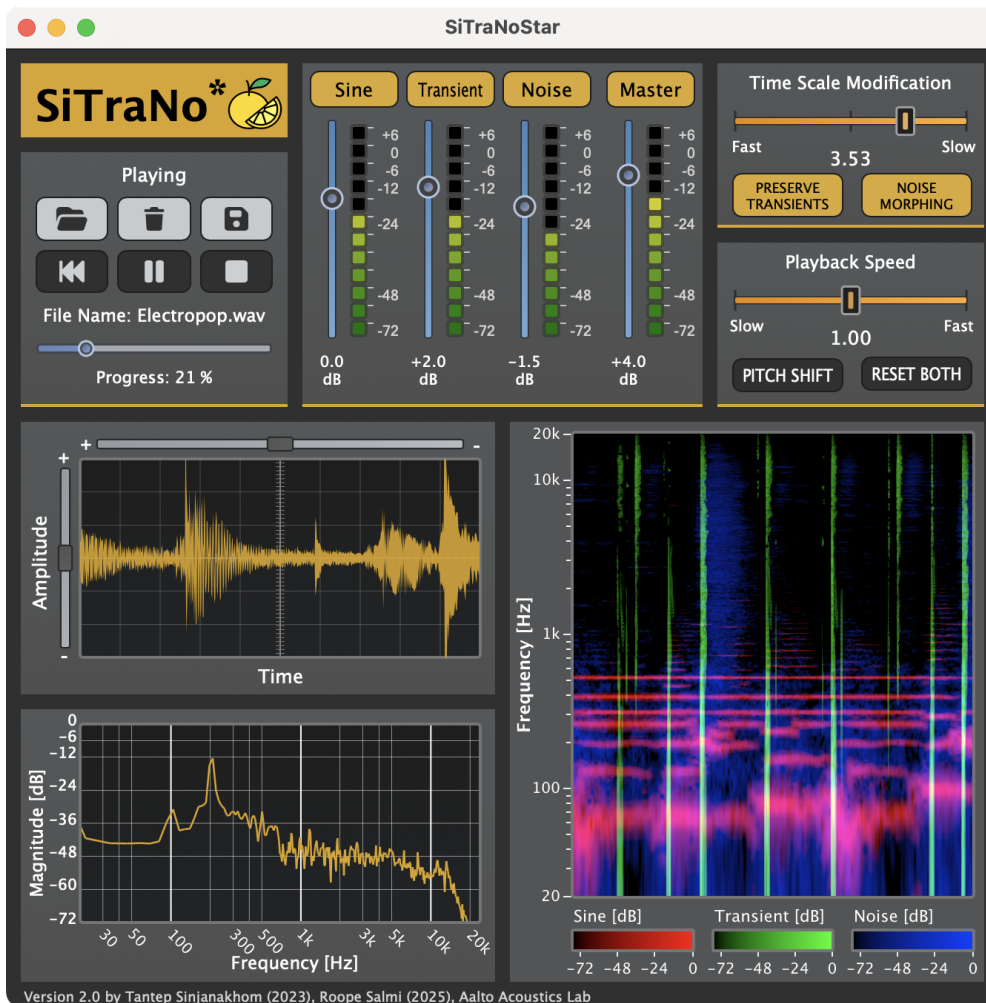 SiTraNoStar
SiTraNo*
Playing
File Name: Electropop.wav
Progress: 21 %
Sine
Transient
Noise
Master
+6
0
-6
-12
-24
-48
-72
+6
0
-6
-12
-24
-48
-72
+6
0
-6
-12
-24
-48
-72
+6
0
-6
-12
-24
-48
-72
0.0
dB
+2.0
dB
-1.5
dB
+4.0
dB
Time Scale Modification
Fast
Slow
3.53
PRESERVE
TRANSIENTS
NOISE
MORPHING
Playback Speed
Slow
Fast
1.00
PITCH SHIFT
RESET BOTH
+
-
+
Amplitude
-
Time
0
-6
-12
-24
-36
-48
-60
-72
Magnitude [dB]
30
50
100
300
500
1k
3k
5k
10k
20k
Frequency [Hz]
20k
10k
1k
100
20
Frequency [Hz]
Sine [dB]
Transient [dB]
Noise [dB]
-72 -48 -24 0
-72 -48 -24 0
-72 -48 -24 0
Version 2.0 by Tantep Sinjanakhom (2023), Roope Salmi (2025), Aalto Acoustics Lab